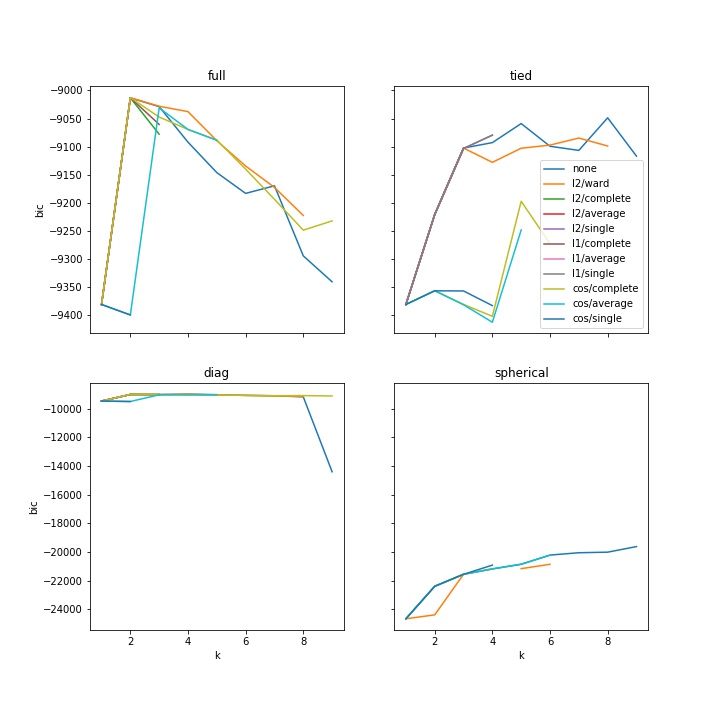 full
tied
−9000
−9050
−9100
−9150
−9200
−9250
−9300
−9350
−9400
bic
none
l2/ward
l2/complete
l2/average
l2/single
l1/complete
l1/average
l1/single
cos/complete
cos/average
cos/single
diag
spherical
−10000
−12000
−14000
−16000
−18000
−20000
−22000
−24000
bic
2 4 6 8
2 4 6 8
k
k